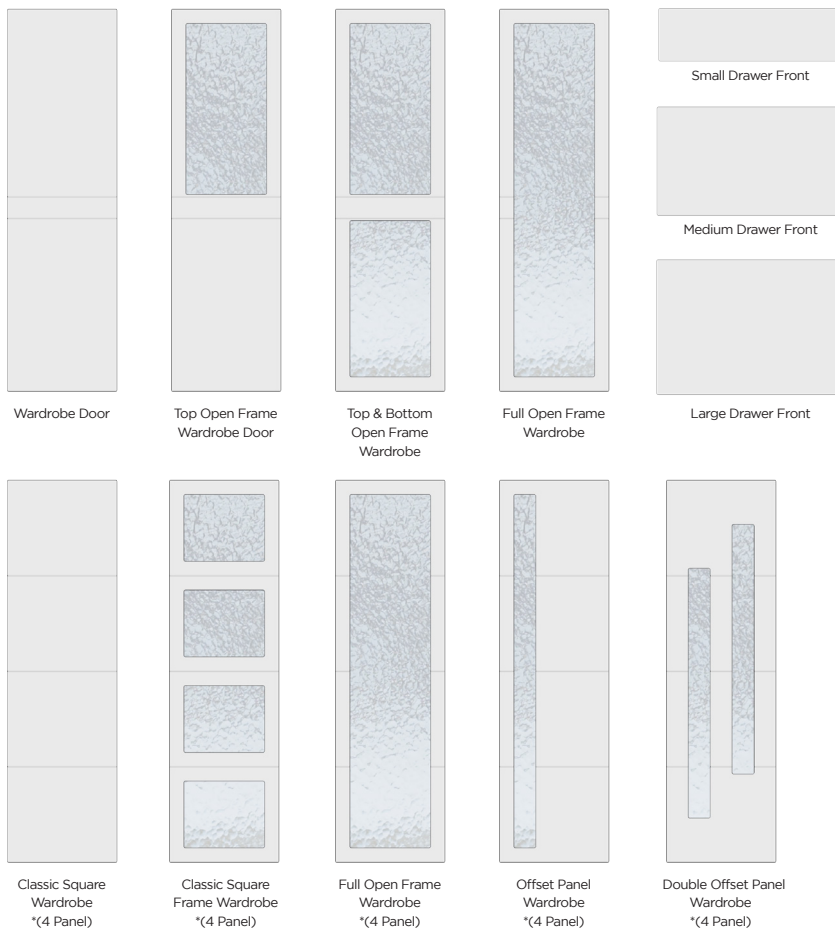 Small Drawer Front
Medium Drawer Front
Wardrobe Door
Top Open Frame
Wardrobe Door
Top & Bottom
Open Frame
Wardrobe
Full Open Frame
Wardrobe
Large Drawer Front
Classic Square
Wardrobe
*(4 Panel)
Classic Square
Frame Wardrobe
*(4 Panel)
Full Open Frame
Wardrobe
*(4 Panel)
Offset Panel
Wardrobe
*(4 Panel)
Double Offset Panel
Wardrobe
*(4 Panel)